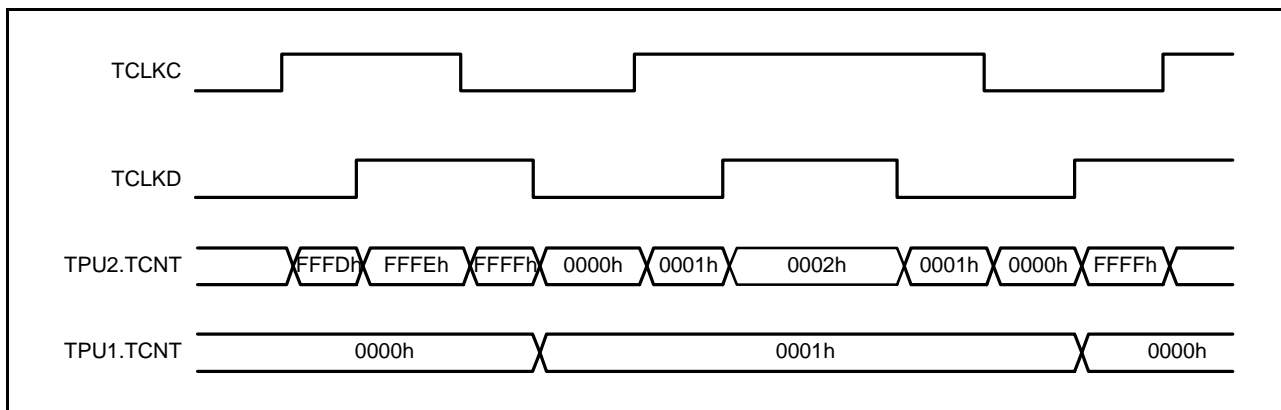 TCLKC
TCLKD
TPU2.TCNT FFFDh FFFEh FFFFh 0000h 0001h 0002h 0001h 0000h FFFFh
TPU1.TCNT 0000h 0001h 0000h